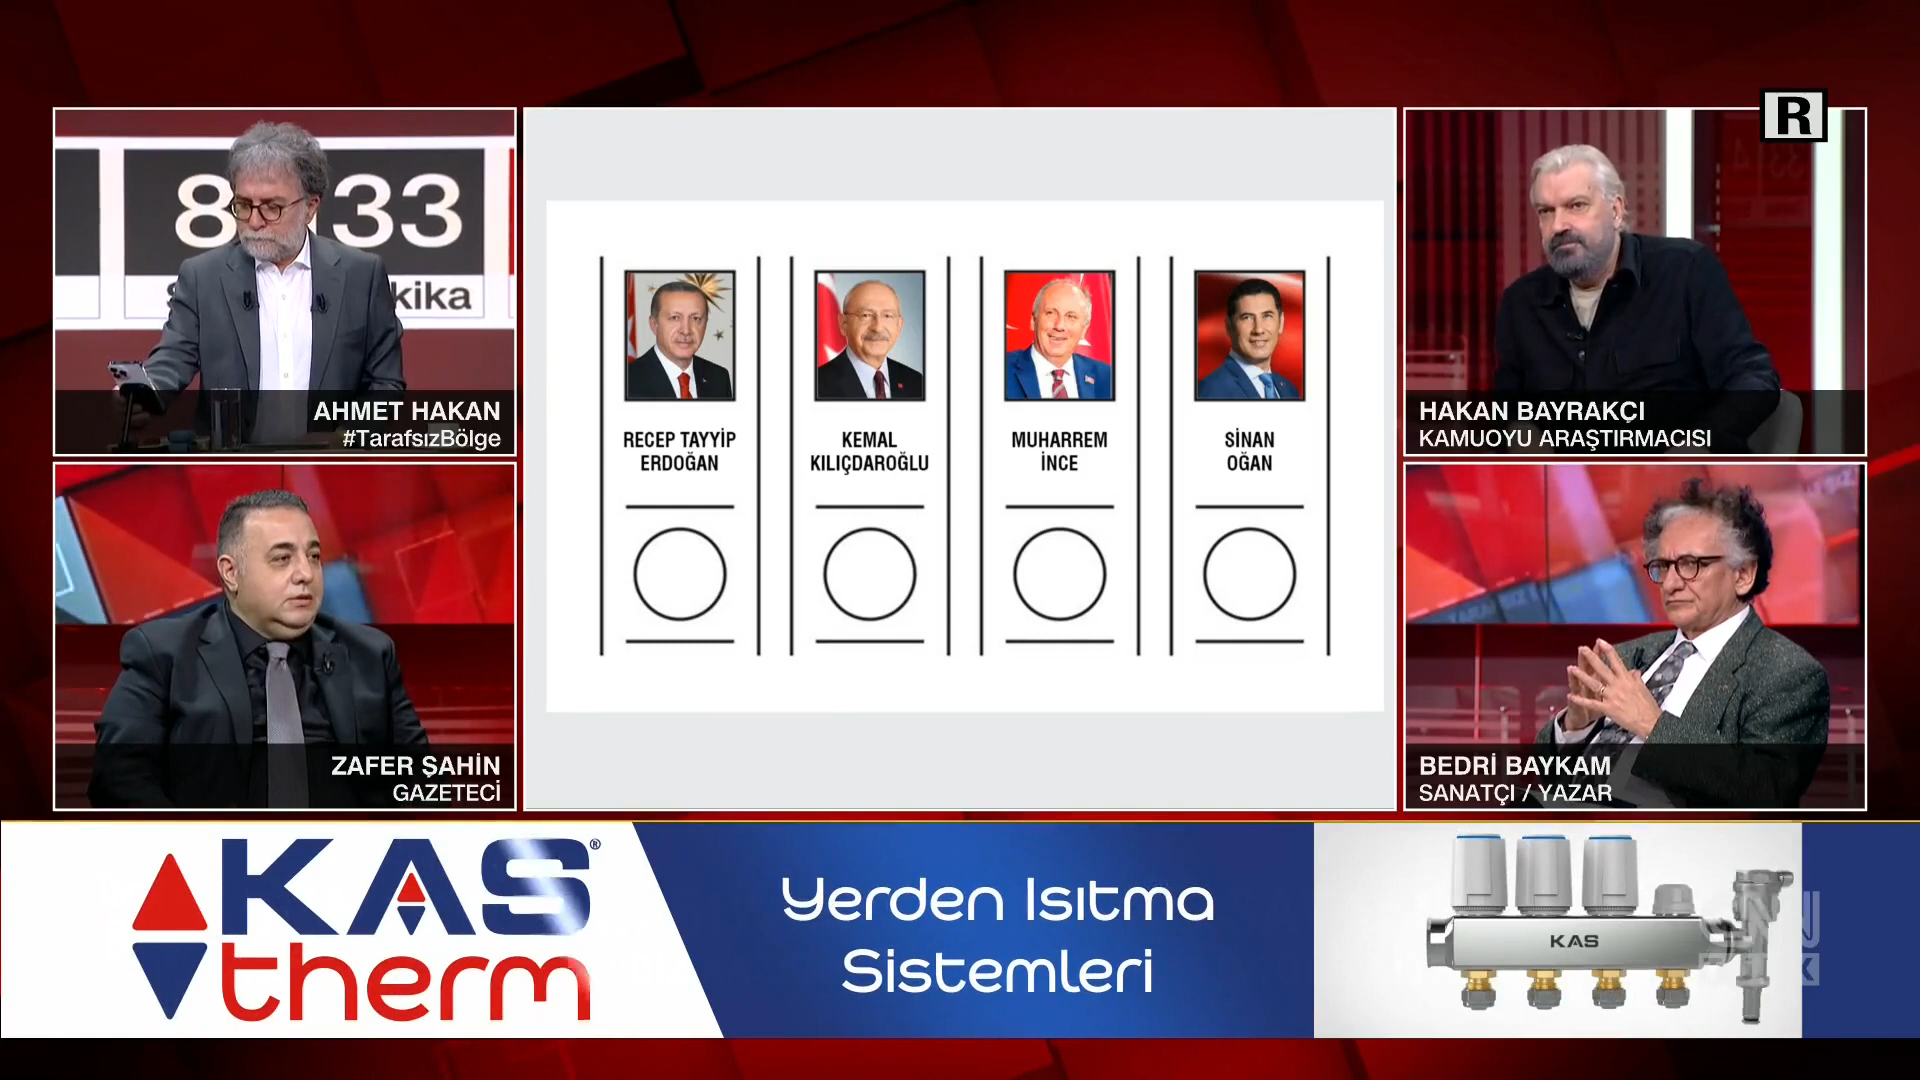 R
33
kika
AHMET HAKAN
#TarafsızBölge
ZAFER ŞAHİN
GAZETECİ
RECEP TAYYİP
ERDOĞAN
KEMAL
KILIÇDAROĞLU
MUHARREM
İNCE
SİNAN
OĞAN
HAKAN BAYRAKÇI
KAMUOYU ARAŞTIRMACISI
BEDRİ BAYKAM
SANATÇI / YAZAR
KAS®
therm
Yerden Isıtma
Sistemleri
KAS
CNN